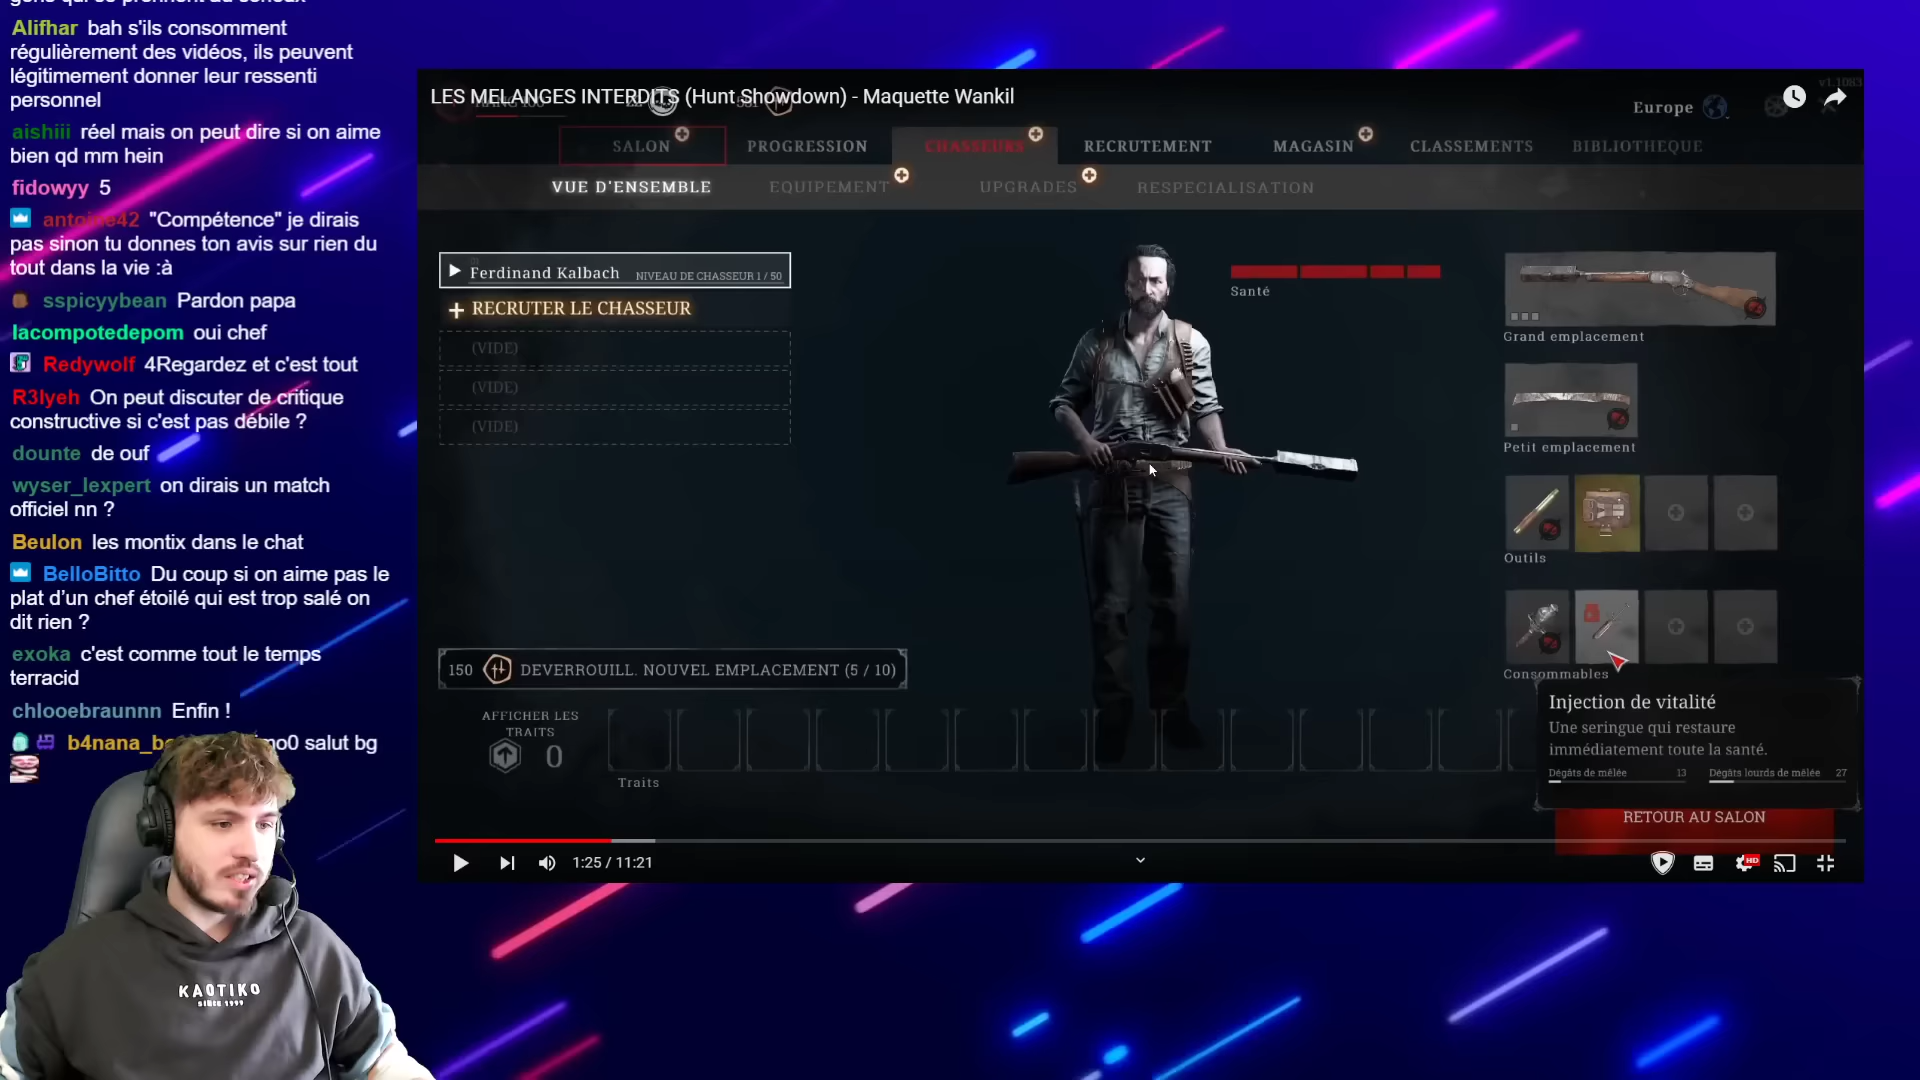 Alifhar bah s'ils consomment
régulièrement des vidéos, ils peuvent
légitimement donner leur ressenti
personnel
aishiii réel mais on peut dire si on aime
bien qd mm hein
fidowyy 5
antoine42 "Compétence" je dirais
pas sinon tu donnes ton avis sur rien du
tout dans la vie :à
sspicyybean Pardon papa
lacompotedepom oui chef
Redywolf 4Regardez et c'est tout
R3lyeh On peut discuter de critique
constructive si c'est pas débile ?
dounte de ouf
wyser_lexpert on dirais un match
officiel nn ?
Beulon les montix dans le chat
BelloBitto Du coup si on aime pas le
plat d'un chef étoilé qui est trop salé on
dit rien ?
exoka c'est comme tout le temps
terracid
chlooebraunnn Enfin !
salut bg
KAOTIKO
SINCE 1999
LES MELANGES INTERDITS (Hunt Showdown) - Maquette Wankil
Europe
SALON
PROGRESSION
CHASSEURS
RECRUTEMENT
MAGASIN
CLASSEMENTS
BIBLIOTHEQUE
VUE D'ENSEMBLE
EQUIPEMENT
UPGRADES
RESPECIALISATION
Ferdinand Kalbach NIVEAU DE CHASSEUR 1 / 50
RECRUTER LE CHASSEUR
(VIDE)
(VIDE)
(VIDE)
Santé
Grand emplacement
Petit emplacement
Outils
Consommables
Injection de vitalité
Une seringue qui restaure
immédiatement toute la santé.
Dégâts de mêlée 13 Dégâts lourds de mêlée 27
150 DEVERROUILL. NOUVEL EMPLACEMENT (5 / 10)
AFFICHER LES
TRAITS
0
Traits
RETOUR AU SALON
1:25 / 11:21
HD